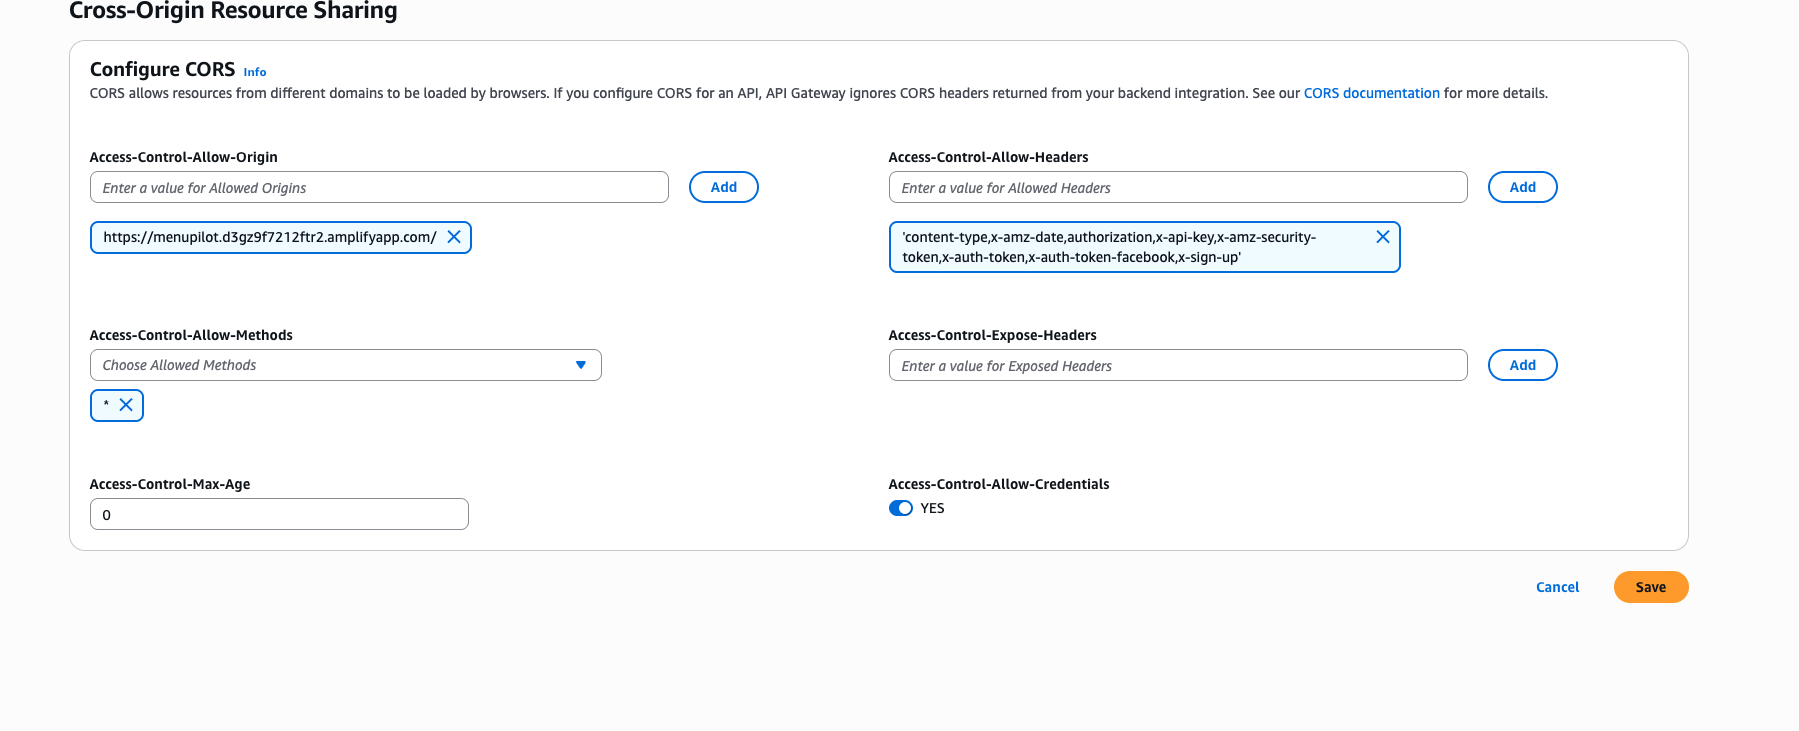 Cross-Origin Resource Sharing
Configure CORS Info
CORS allows resources from different domains to be loaded by browsers. If you configure CORS for an API, API Gateway ignores CORS headers returned from your backend integration. See our CORS documentation for more details.
Access-Control-Allow-Origin
Enter a value for Allowed Origins
Add
https://menupilot.d3gz9f7212ftr2.amplifyapp.com/
Access-Control-Allow-Headers
Enter a value for Allowed Headers
Add
'content-type,x-amz-date,authorization,x-api-key,x-amz-security-
token,x-auth-token,x-auth-token-facebook,x-sign-up'
Access-Control-Allow-Methods
Choose Allowed Methods
*
Access-Control-Expose-Headers
Enter a value for Exposed Headers
Add
Access-Control-Max-Age
0
Access-Control-Allow-Credentials
YES
Cancel
Save